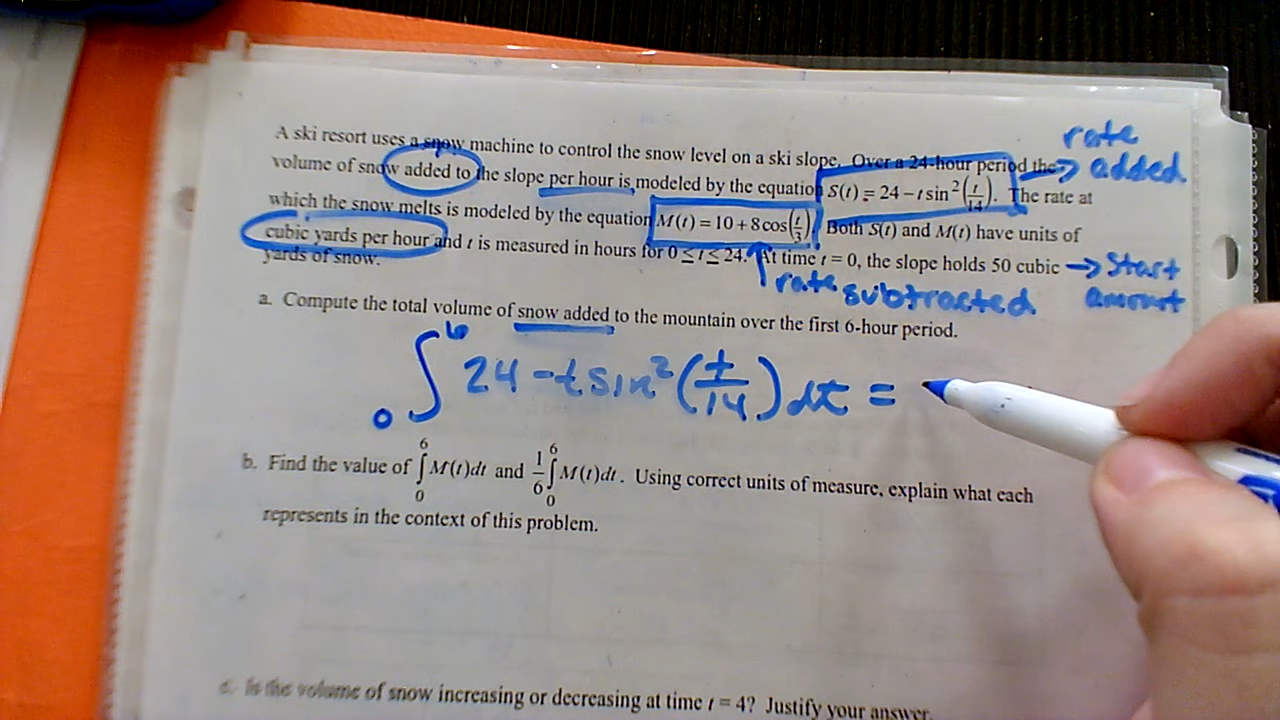 A ski resort uses a snow machine to control the snow level on a ski slope. Over a 24-hour period the
volume of snow added to the slope per hour is modeled by the equation S(t) = 24 − t sin²(t/14). The rate at
which the snow melts is modeled by the equation M(t) = 10 + 8cos(t/3). Both S(t) and M(t) have units of
cubic yards per hour and t is measured in hours for 0 ≤ t ≤ 24. At time t = 0, the slope holds 50 cubic
yards of snow.
→ rate added
→ start amount
↑ rate subtracted
a. Compute the total volume of snow added to the mountain over the first 6-hour period.
∫₀⁶ 24 - t sin²(t/14) dt =
b. Find the value of ∫₀⁶ M(t)dt and 1/6 ∫₀⁶ M(t)dt. Using correct units of measure, explain what each
represents in the context of this problem.
c. Is the volume of snow increasing or decreasing at time t = 4? Justify your answer.